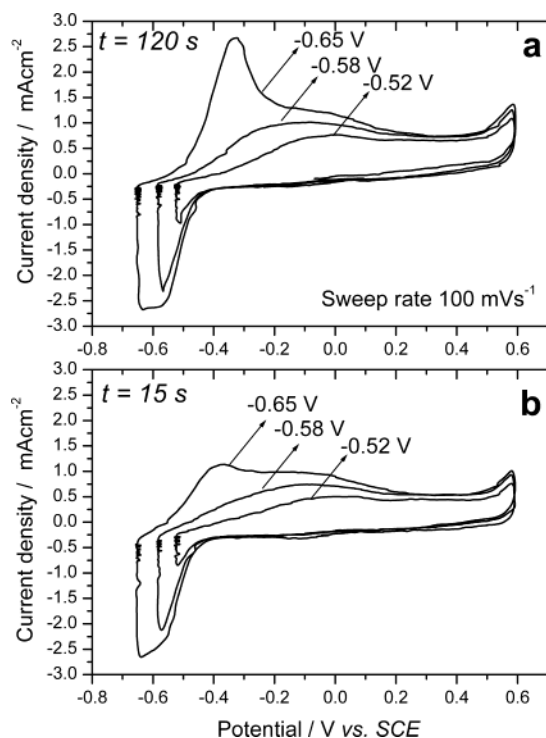 t = 120 s
a
-0.65 V
-0.58 V
-0.52 V
3.0
2.5
2.0
1.5
1.0
0.5
0.0
-0.5
-1.0
-1.5
-2.0
-2.5
-3.0
Current density / mAcm⁻²
Sweep rate 100 mVs⁻¹
-0.8 -0.6 -0.4 -0.2 0.0 0.2 0.4 0.6
t = 15 s
b
-0.65 V
-0.58 V
-0.52 V
3.0
2.5
2.0
1.5
1.0
0.5
0.0
-0.5
-1.0
-1.5
-2.0
-2.5
-3.0
Current density / mAcm⁻²
-0.8 -0.6 -0.4 -0.2 0.0 0.2 0.4 0.6
Potential / V vs. SCE